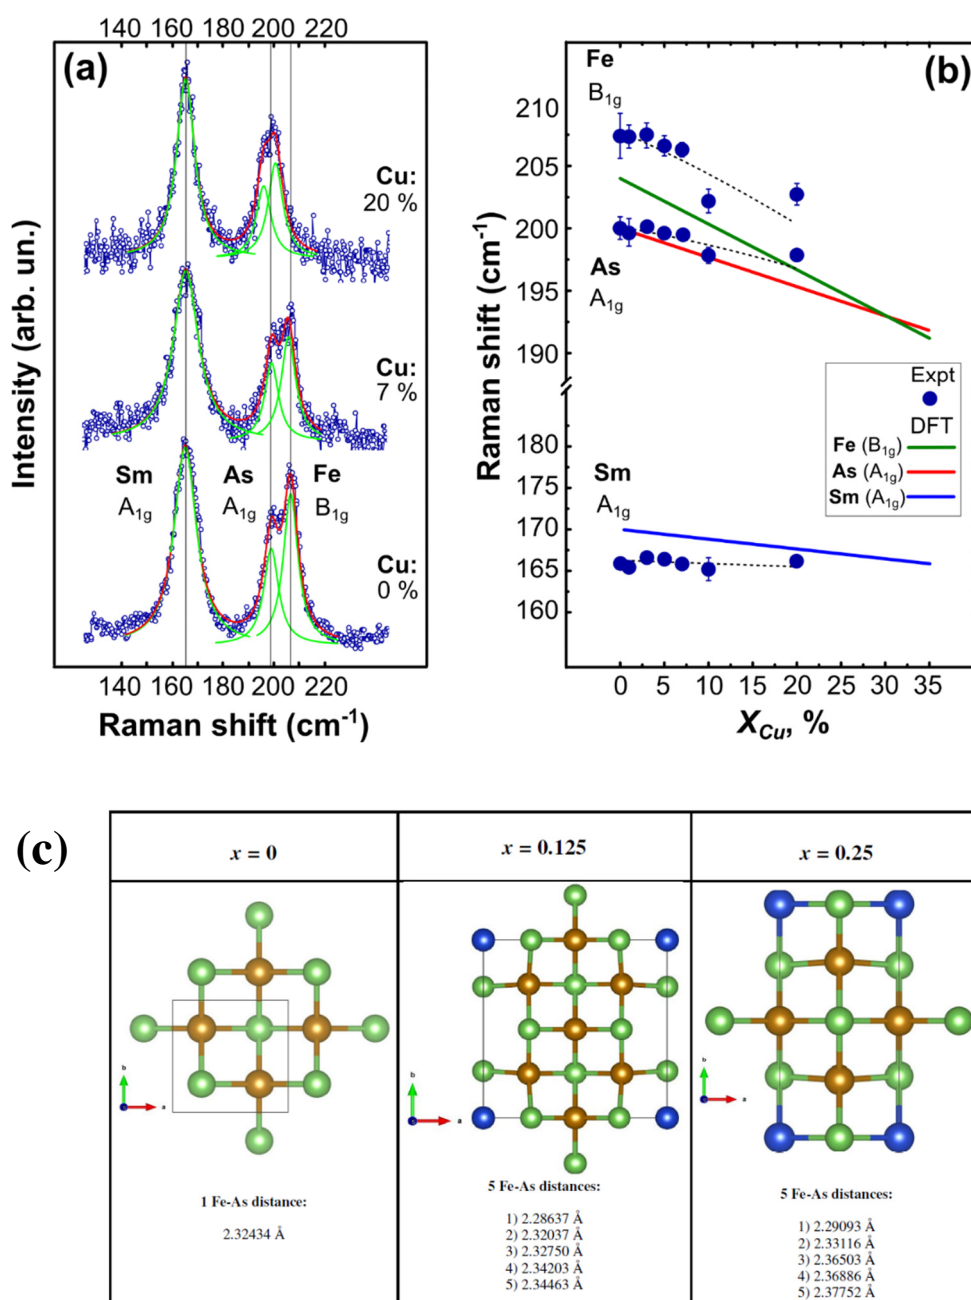 140 160 180 200 220
(a)
Cu:
20 %
Cu:
7 %
Sm As Fe
A1g A1g B1g
Cu:
0 %
140 160 180 200 220
Raman shift (cm-1)
Intensity (arb. un.)
(b)
Fe
B1g
As
A1g
Sm
A1g
210
205
200
195
190
180
175
170
165
160
Raman shift (cm-1)
Expt
DFT
Fe (B1g)
As (A1g)
Sm (A1g)
0 5 10 15 20 25 30 35
XCu, %
(c)
x = 0
x = 0.125
x = 0.25
b
a
1 Fe-As distance:
2.32434 Å
b
a
5 Fe-As distances:
1) 2.28637 Å
2) 2.32037 Å
3) 2.32750 Å
4) 2.34203 Å
5) 2.34463 Å
b
a
5 Fe-As distances:
1) 2.29093 Å
2) 2.33116 Å
3) 2.36503 Å
4) 2.36886 Å
5) 2.37752 Å